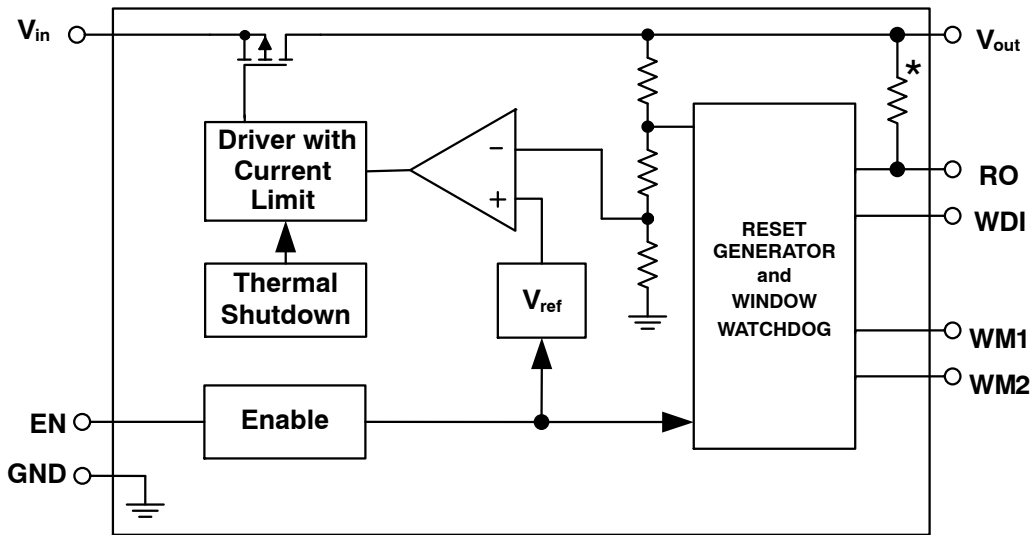 Vin
Vout
*
Driver with
Current
Limit
−
+
RO
WDI
RESET
GENERATOR
and
WINDOW
WATCHDOG
Thermal
Shutdown
Vref
WM1
WM2
EN
Enable
GND